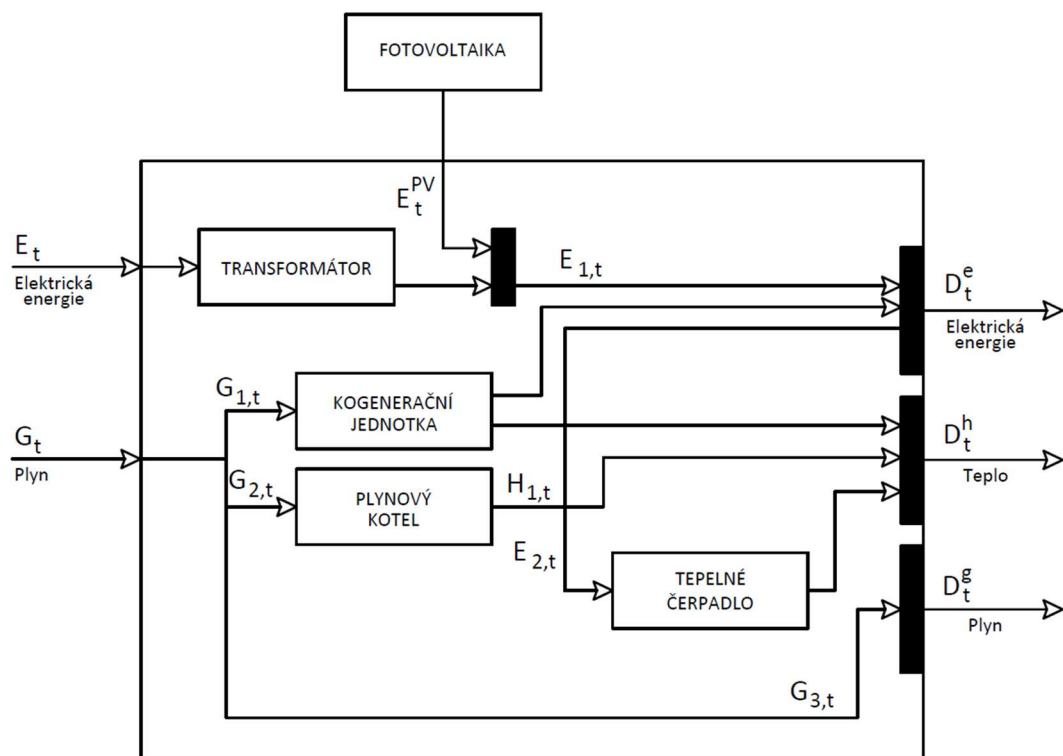 FOTOVOLTAIKA
E_t^PV
E_t
Elektrická
energie
TRANSFORMÁTOR
E_1,t
D_t^e
Elektrická
energie
G_1,t
KOGENERAČNÍ
JEDNOTKA
G_t
Plyn
D_t^h
Teplo
G_2,t
PLYNOVÝ
KOTEL
H_1,t
E_2,t
TEPELNÉ
ČERPADLO
D_t^g
Plyn
G_3,t